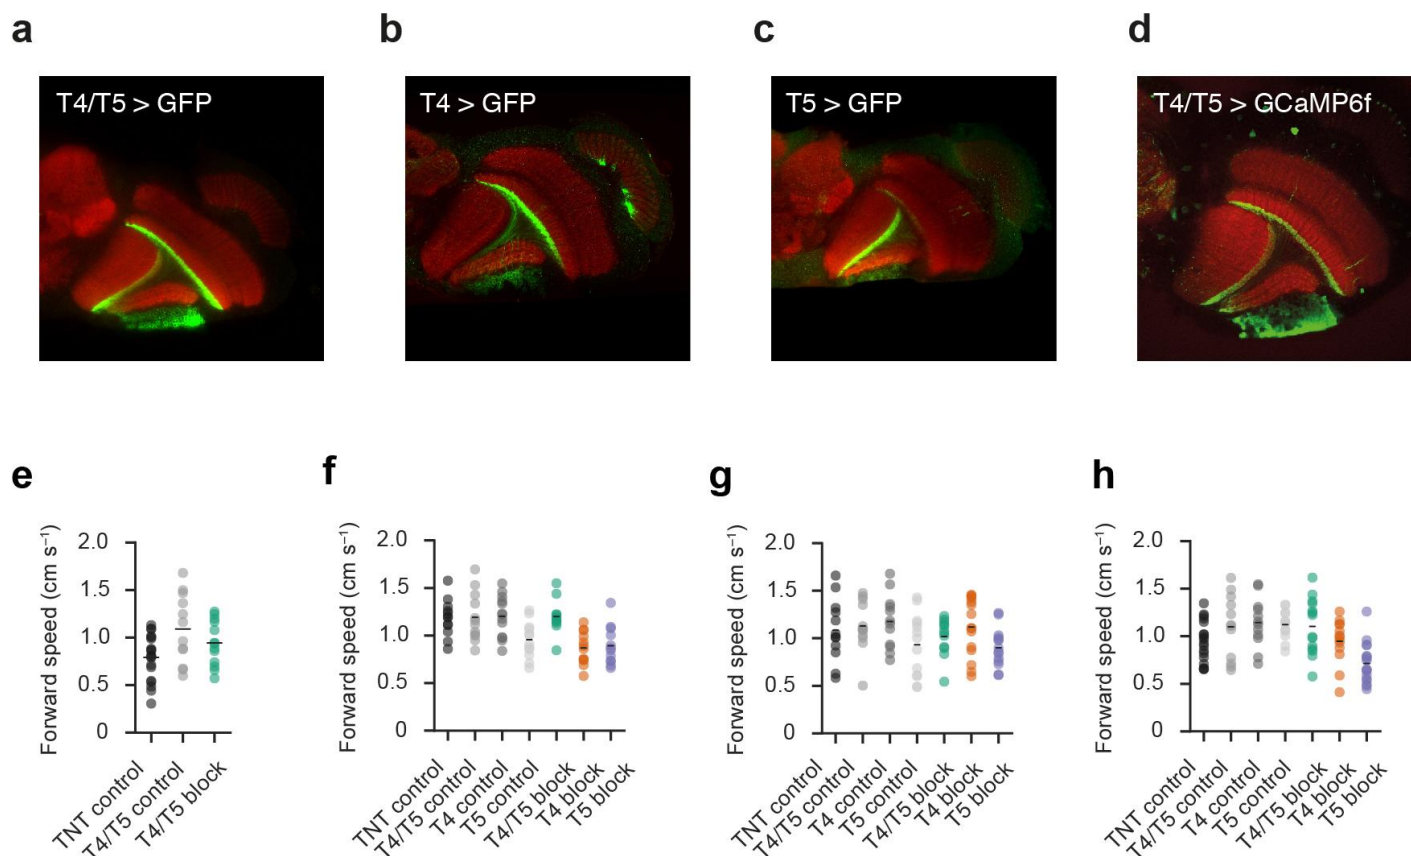 a
b
c
d
T4/T5 > GFP
T4 > GFP
T5 > GFP
T4/T5 > GCaMP6f
e
f
g
h
Forward speed (cm s⁻¹)
2.0
1.5
1.0
0.5
0
TNT control
T4/T5 control
T4/T5 block
Forward speed (cm s⁻¹)
2.0
1.5
1.0
0.5
0
TNT control
T4/T5 control
T4 control
T5 control
T4/T5 block
T4 block
T5 block
Forward speed (cm s⁻¹)
2.0
1.5
1.0
0.5
0
TNT control
T4/T5 control
T4 control
T5 control
T4/T5 block
T4 block
T5 block
Forward speed (cm s⁻¹)
2.0
1.5
1.0
0.5
0
TNT control
T4/T5 control
T4 control
T5 control
T4/T5 block
T4 block
T5 block